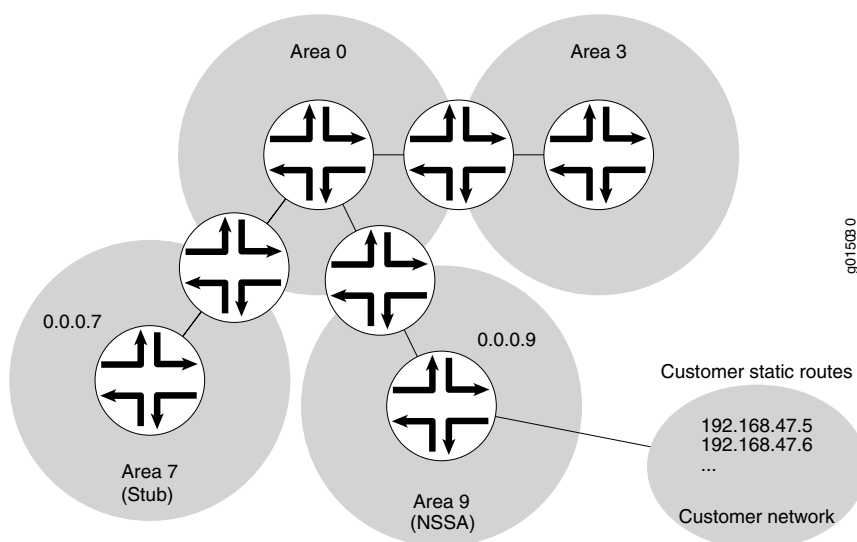 Area 0
Area 3
g015030
0.0.0.7
0.0.0.9
Customer static routes
192.168.47.5
192.168.47.6
...
Area 7
(Stub)
Area 9
(NSSA)
Customer network